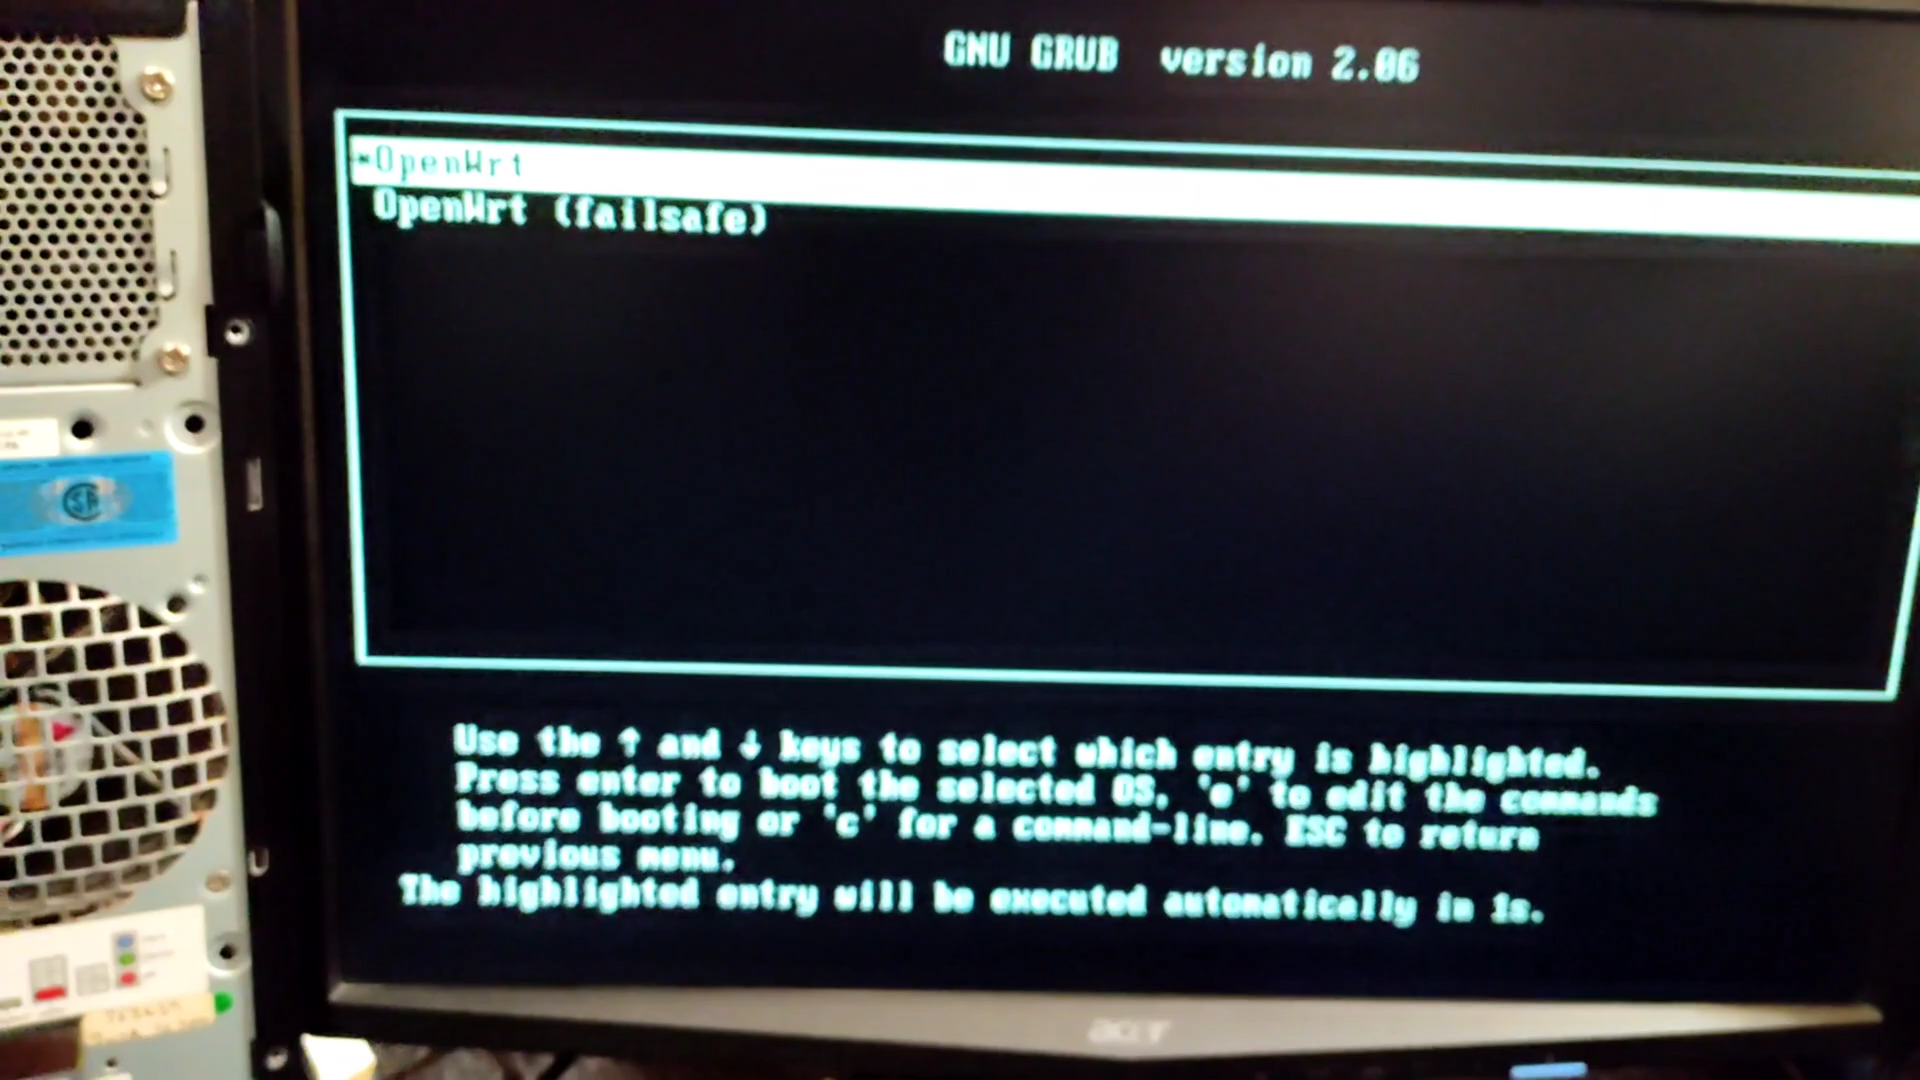 GNU GRUB version 2.06
*OpenWrt
OpenWrt (failsafe)
Use the ↑ and ↓ keys to select which entry is highlighted.
Press enter to boot the selected OS, 'e' to edit the commands
before booting or 'c' for a command-line. ESC to return
previous menu.
The highlighted entry will be executed automatically in 1s.
acer